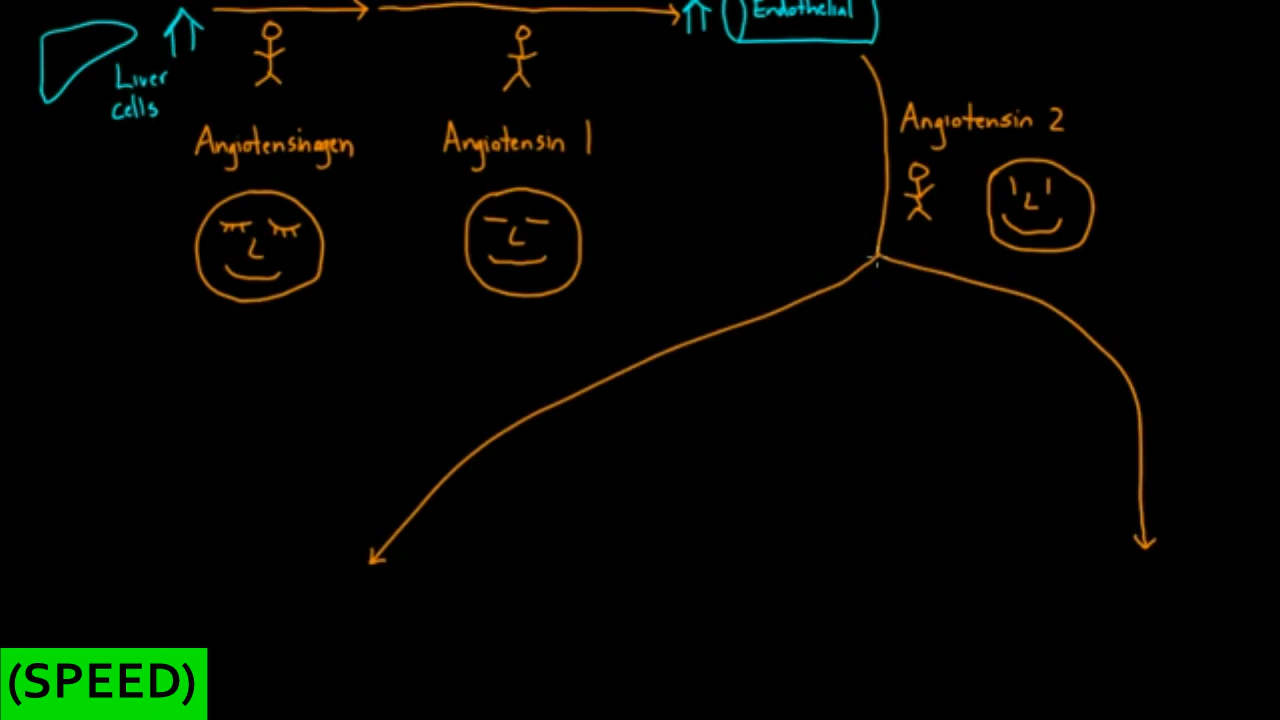 Endothelial
Liver
cells
Angiotensinogen
Angiotensin 1
Angiotensin 2
(SPEED)